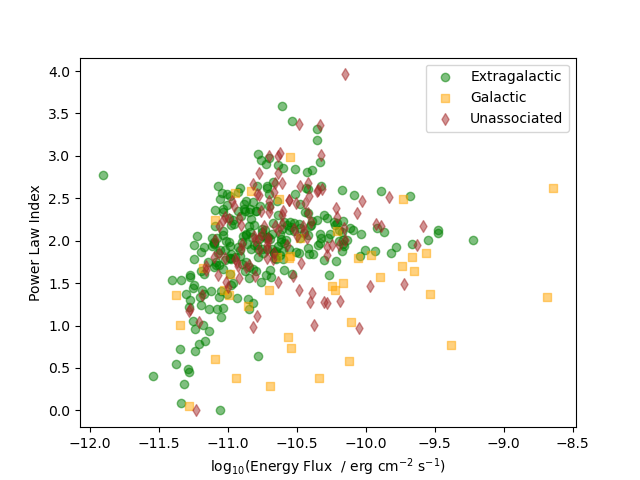 Extragalactic
Galactic
Unassociated
4.0
3.5
3.0
2.5
2.0
1.5
1.0
0.5
0.0
Power Law Index
−12.0 −11.5 −11.0 −10.5 −10.0 −9.5 −9.0 −8.5
log₁₀(Energy Flux / erg cm⁻² s⁻¹)